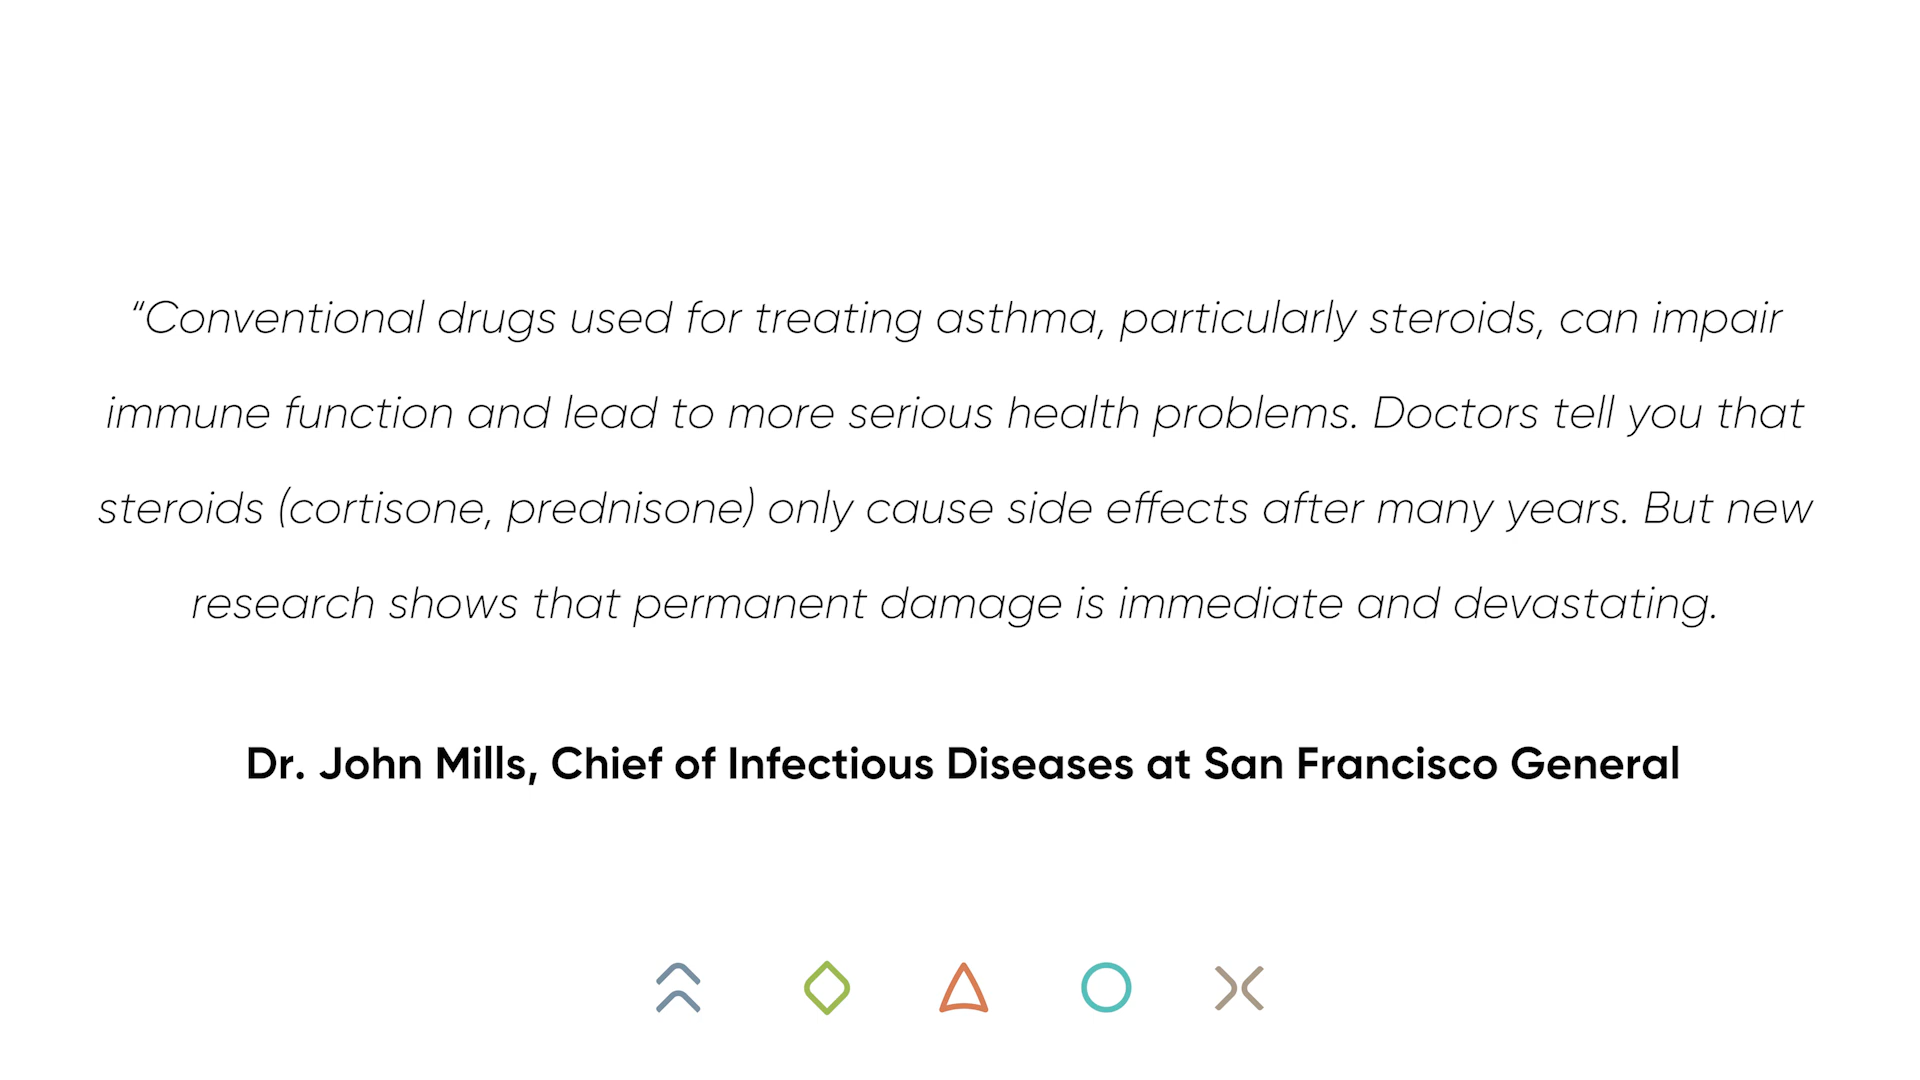 “Conventional drugs used for treating asthma, particularly steroids, can impair
immune function and lead to more serious health problems. Doctors tell you that
steroids (cortisone, prednisone) only cause side effects after many years. But new
research shows that permanent damage is immediate and devastating.
Dr. John Mills, Chief of Infectious Diseases at San Francisco General